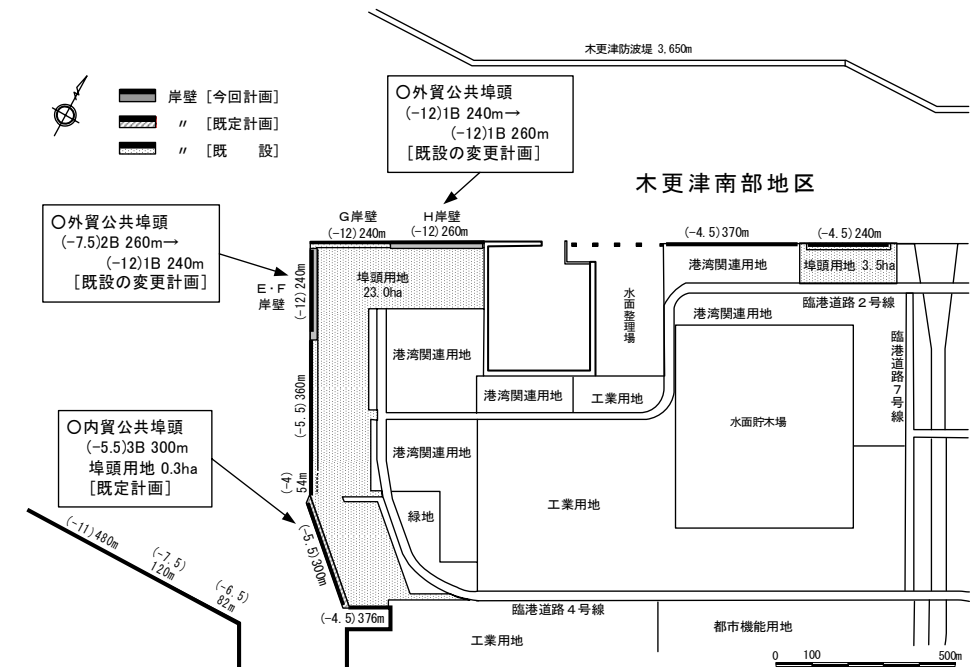 木更津防波堤 3,650m
岸壁 [今回計画]
〃 [既定計画]
〃 [既 設]
○外貿公共埠頭
(-12)1B 240m→
(-12)1B 260m
[既設の変更計画]
木更津南部地区
○外貿公共埠頭
(-7.5)2B 260m→
(-12)1B 240m
[既設の変更計画]
G岸壁
(-12)240m
H岸壁
(-12)260m
(-4.5)370m
(-4.5)240m
E・F
岸壁
(-12)240m
埠頭用地
23.0ha
水面整理場
港湾関連用地
埠頭用地 3.5ha
臨港道路2号線
港湾関連用地
臨港道路7号線
港湾関連用地
港湾関連用地
工業用地
水面貯木場
(-5.5)360m
○内貿公共埠頭
(-5.5)3B 300m
埠頭用地 0.3ha
[既定計画]
港湾関連用地
(-4)
54m
緑地
工業用地
(-5.5)300m
(-11)480m
(-7.5)
120m
(-6.5)
82m
(-4.5)376m
臨港道路4号線
工業用地
都市機能用地
0 100 500m